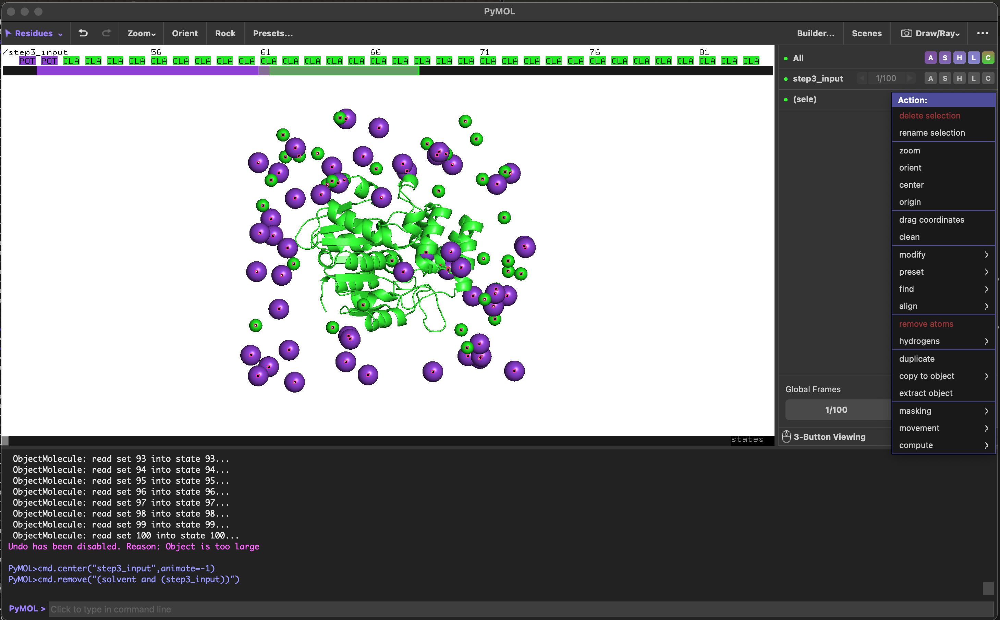 PyMOL
Residues Zoom Orient Rock Presets... Builder... Scenes Draw/Ray
/step3_input 56 61 66 71 76 81
POT POT CLA CLA CLA CLA CLA CLA CLA CLA CLA CLA CLA CLA CLA CLA CLA CLA CLA CLA CLA CLA CLA CLA CLA CLA CLA CLA CLA CLA CLA CLA CLA CLA
All A S H L C
step3_input 1/100 A S H L C
(sele)
Action:
delete selection
rename selection
zoom
orient
center
origin
drag coordinates
clean
modify
preset
find
align
remove atoms
hydrogens
duplicate
copy to object
extract object
masking
movement
compute
Global Frames
1/100
3-Button Viewing
states
ObjectMolecule: read set 93 into state 93...
ObjectMolecule: read set 94 into state 94...
ObjectMolecule: read set 95 into state 95...
ObjectMolecule: read set 96 into state 96...
ObjectMolecule: read set 97 into state 97...
ObjectMolecule: read set 98 into state 98...
ObjectMolecule: read set 99 into state 99...
ObjectMolecule: read set 100 into state 100...
Undo has been disabled. Reason: Object is too large
PyMOL>cmd.center("step3_input",animate=-1)
PyMOL>cmd.remove("(solvent and (step3_input))")
PyMOL > Click to type in command line